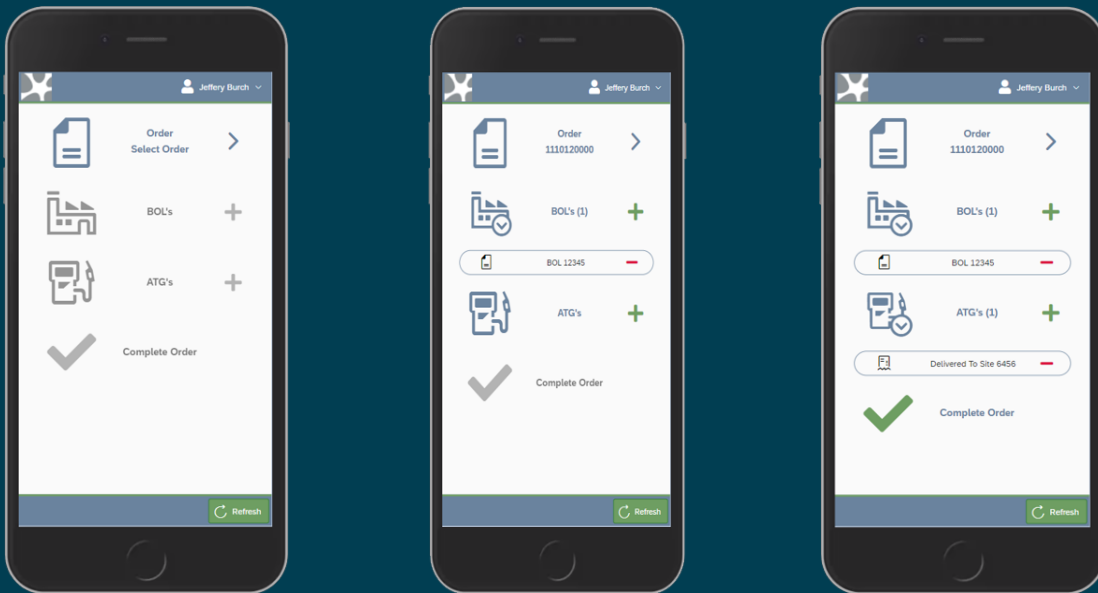 Jeffery Burch
Order
Select Order
BOL's
ATG's
Complete Order
Refresh
Jeffery Burch
Order
1110120000
BOL's (1)
BOL 12345
ATG's
Complete Order
Refresh
Jeffery Burch
Order
1110120000
BOL's (1)
BOL 12345
ATG's (1)
Delivered To Site 6456
Complete Order
Refresh